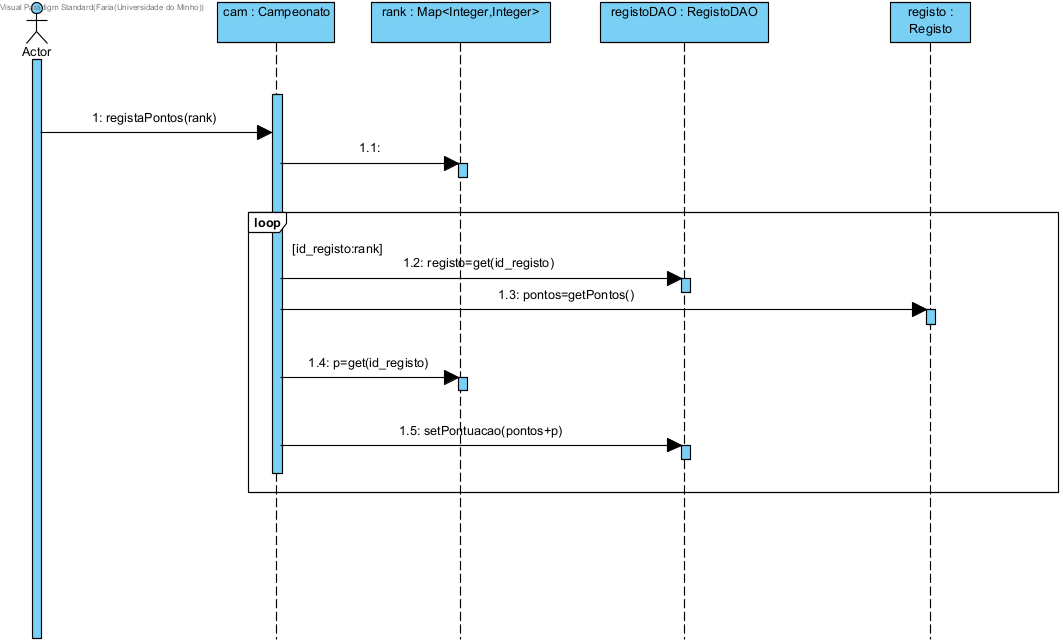 Visual Paradigm Standard(Faria(Universidade do Minho))
Actor
cam : Campeonato
rank : Map<Integer,Integer>
registoDAO : RegistoDAO
registo :
Registo
1: registaPontos(rank)
1.1:
loop
[id_registo:rank]
1.2: registo=get(id_registo)
1.3: pontos=getPontos()
1.4: p=get(id_registo)
1.5: setPontuacao(pontos+p)